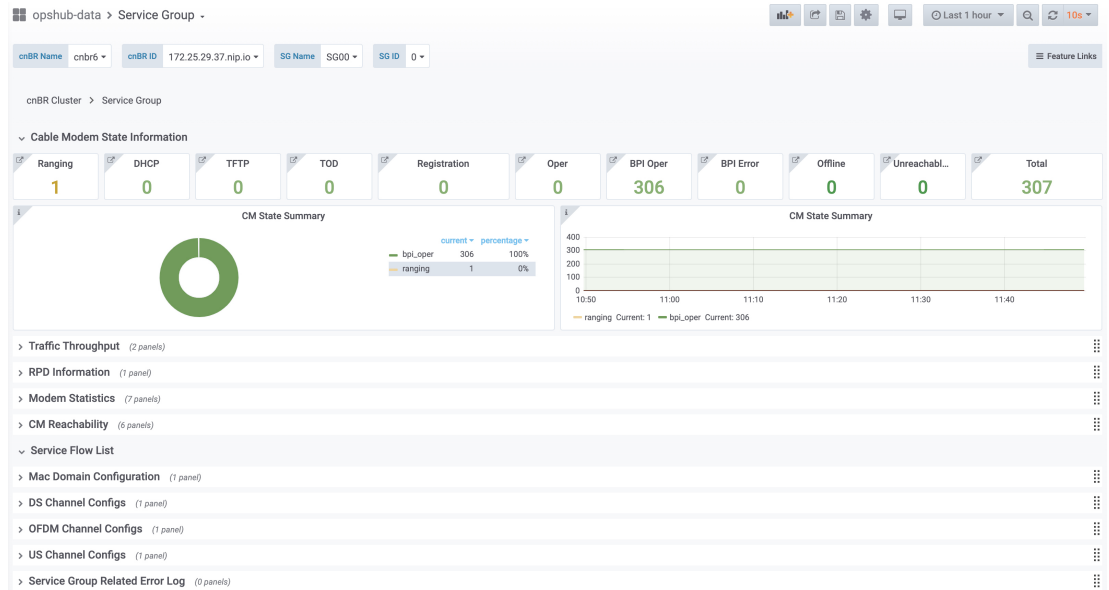 opshub-data > Service Group
Last 1 hour
10s
cnBR Name cnbr6 cnBR ID 172.25.29.37.nip.io SG Name SG00 SG ID 0
Feature Links
cnBR Cluster > Service Group
Cable Modem State Information
Ranging DHCP TFTP TOD Registration Oper BPI Oper BPI Error Offline Unreachabl... Total
1 0 0 0 0 0 306 0 0 0 307
CM State Summary
current percentage
bpi_oper 306 100%
ranging 1 0%
CM State Summary
400
300
200
100
0
10:50 11:00 11:10 11:20 11:30 11:40
ranging Current: 1 bpi_oper Current: 306
Traffic Throughput (2 panels)
RPD Information (1 panel)
Modem Statistics (7 panels)
CM Reachability (6 panels)
Service Flow List
Mac Domain Configuration (1 panel)
DS Channel Configs (1 panel)
OFDM Channel Configs (1 panel)
US Channel Configs (1 panel)
Service Group Related Error Log (0 panels)